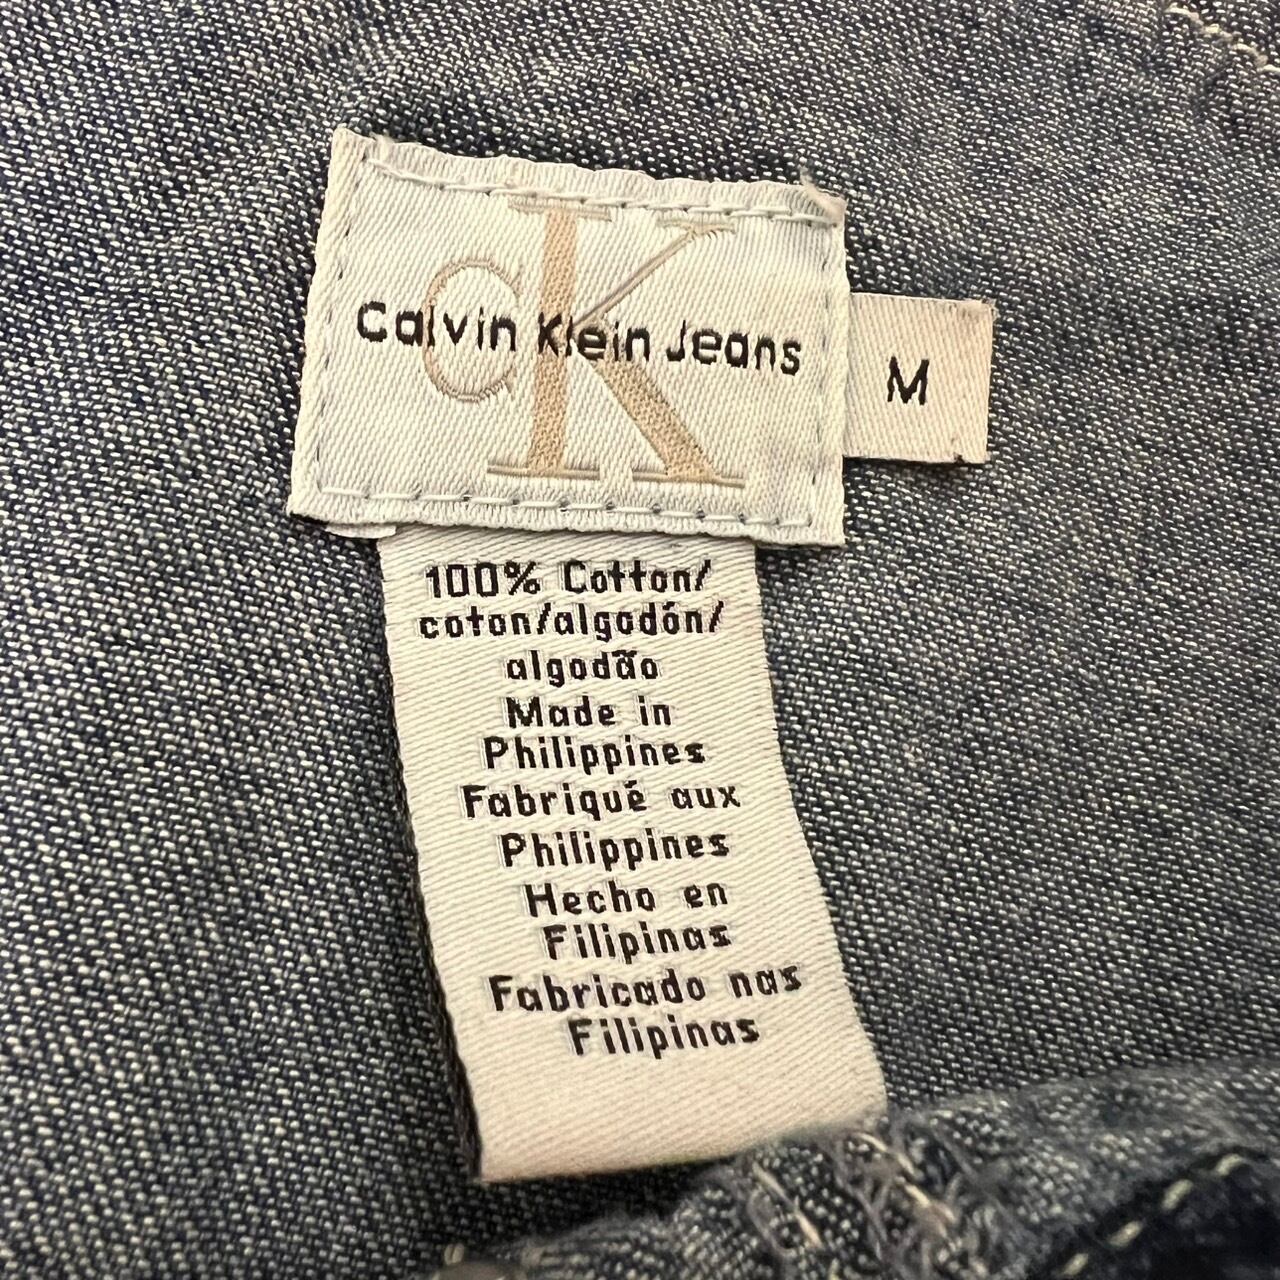 CK
Calvin Klein Jeans
M
100% Cotton/
coton/algodón/
algodão
Made in
Philippines
Fabriqué aux
Philippines
Hecho en
Filipinas
Fabricado nas
Filipinas